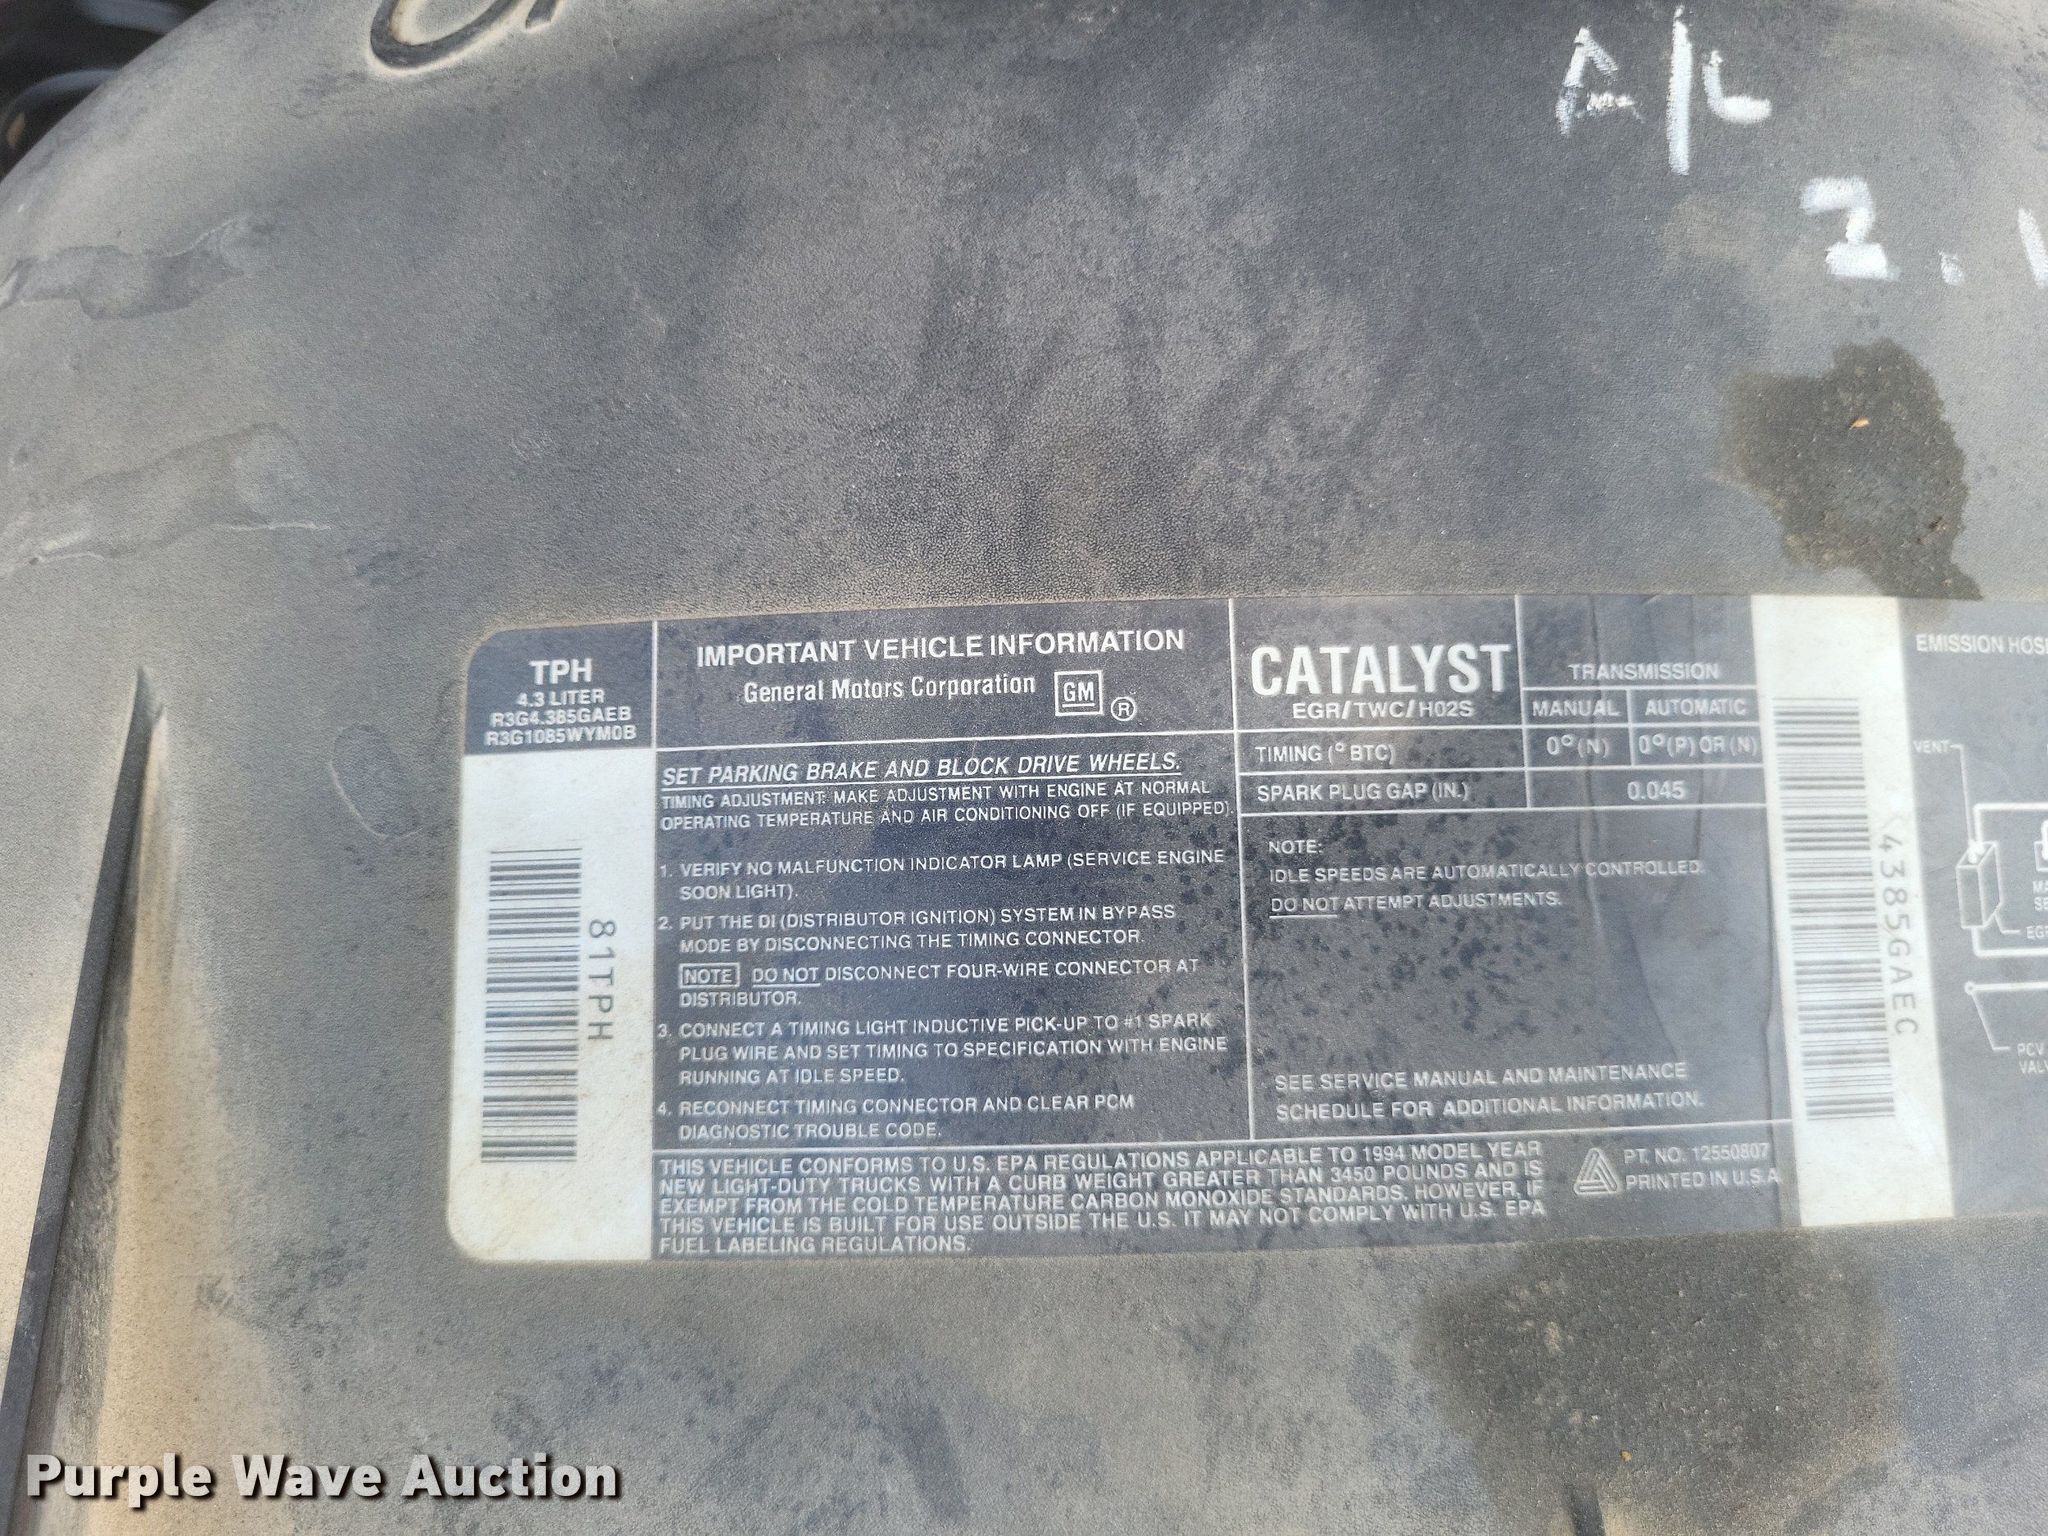 A/C
2.1
TPH
4.3 LITER
R3G4.385GAEB
R3G1085WYM0B
81TPH
IMPORTANT VEHICLE INFORMATION
General Motors Corporation GM ®
SET PARKING BRAKE AND BLOCK DRIVE WHEELS.
TIMING ADJUSTMENT: MAKE ADJUSTMENT WITH ENGINE AT NORMAL
OPERATING TEMPERATURE AND AIR CONDITIONING OFF (IF EQUIPPED).
1. VERIFY NO MALFUNCTION INDICATOR LAMP (SERVICE ENGINE
SOON LIGHT).
2. PUT THE DI (DISTRIBUTOR IGNITION) SYSTEM IN BYPASS
MODE BY DISCONNECTING THE TIMING CONNECTOR.
NOTE DO NOT DISCONNECT FOUR-WIRE CONNECTOR AT
DISTRIBUTOR.
3. CONNECT A TIMING LIGHT INDUCTIVE PICK-UP TO #1 SPARK
PLUG WIRE AND SET TIMING TO SPECIFICATION WITH ENGINE
RUNNING AT IDLE SPEED.
4. RECONNECT TIMING CONNECTOR AND CLEAR PCM
DIAGNOSTIC TROUBLE CODE.
CATALYST
EGR/TWC/H02S
TRANSMISSION
MANUAL AUTOMATIC
TIMING (° BTC) 0° (N) 0° (P) OR (N)
SPARK PLUG GAP (IN.) 0.045
NOTE:
IDLE SPEEDS ARE AUTOMATICALLY CONTROLLED.
DO NOT ATTEMPT ADJUSTMENTS.
SEE SERVICE MANUAL AND MAINTENANCE
SCHEDULE FOR ADDITIONAL INFORMATION.
THIS VEHICLE CONFORMS TO U.S. EPA REGULATIONS APPLICABLE TO 1994 MODEL YEAR
NEW LIGHT-DUTY TRUCKS WITH A CURB WEIGHT GREATER THAN 3450 POUNDS AND IS
EXEMPT FROM THE COLD TEMPERATURE CARBON MONOXIDE STANDARDS. HOWEVER, IF
THIS VEHICLE IS BUILT FOR USE OUTSIDE THE U.S. IT MAY NOT COMPLY WITH U.S. EPA
FUEL LABELING REGULATIONS.
PT. NO. 12550807
PRINTED IN U.S.A
4385GAEC
EMISSION HOS
VENT
EGR
PCV
VALV
Purple Wave Auction